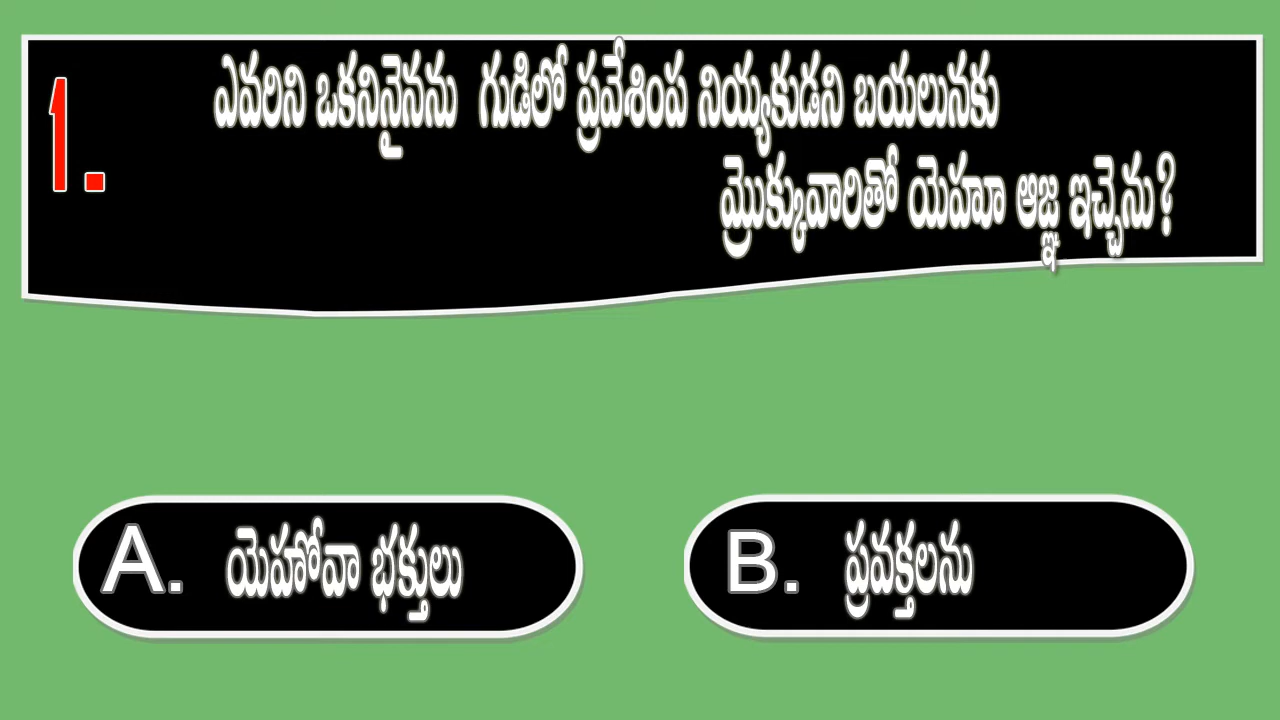 1. ఎవరిని ఒకనినైనను గుడిలో ప్రవేశింప నియ్యకుడని బయలునకు
మ్రొక్కువారితో యెహూ ఆజ్ఞ ఇచ్చెను?
A. యెహోవా భక్తులు
B. ప్రవక్తలను